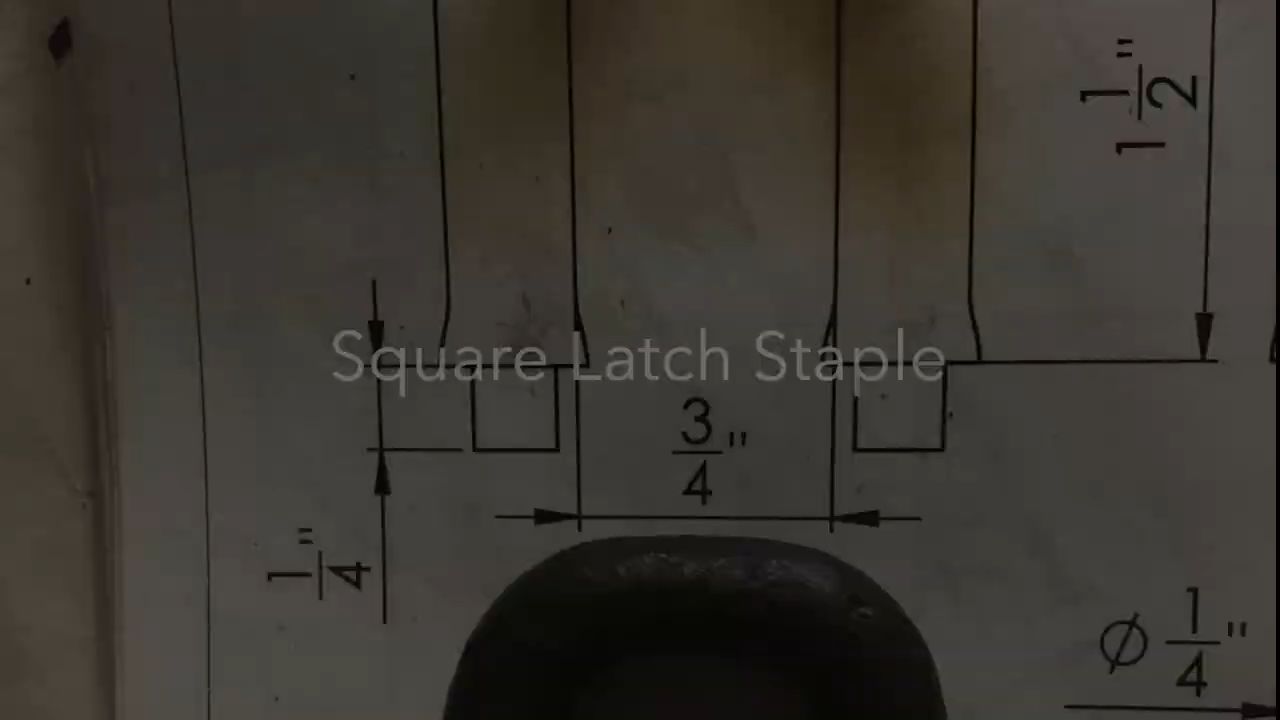 1 1/2"
Square Latch Staple
3/4"
1/4"
Ø 1/4"